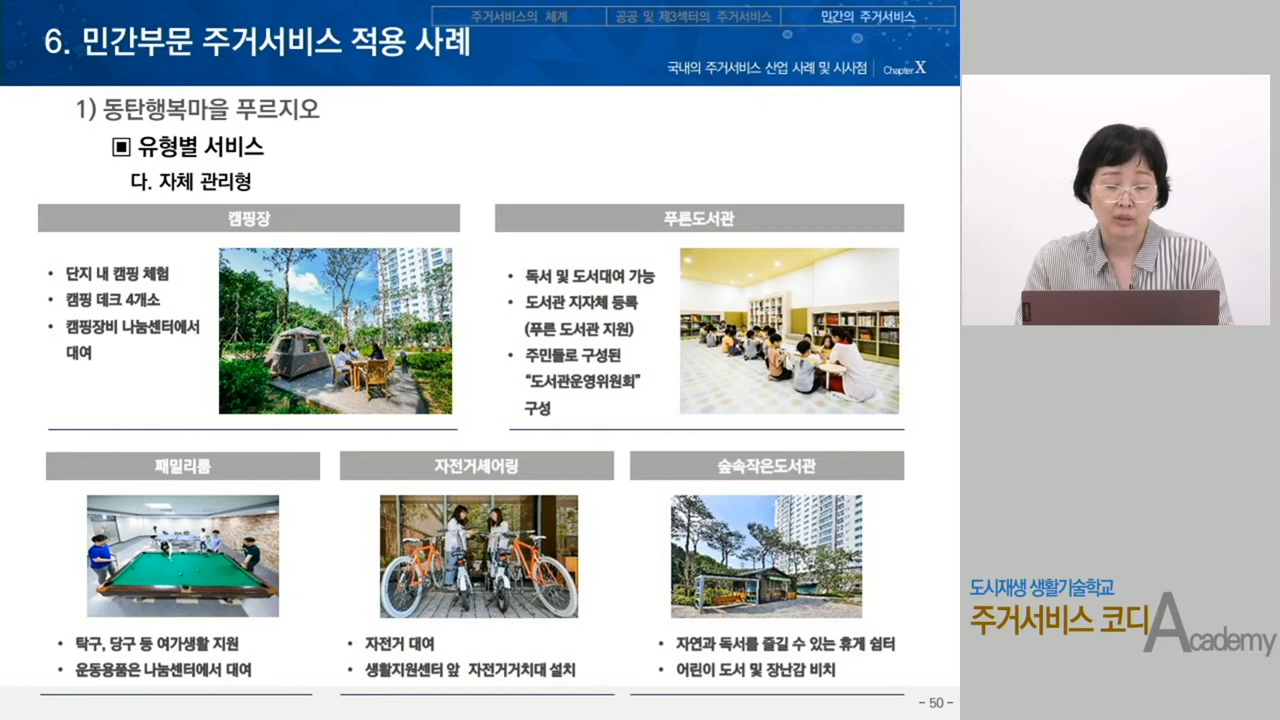 주거서비스의 체계
공공 및 제3섹터의 주거서비스
민간의 주거서비스
6. 민간부문 주거서비스 적용 사례
국내의 주거서비스 산업 사례 및 시사점
Chapter X
1) 동탄행복마을 푸르지오
▣ 유형별 서비스
다. 자체 관리형
캠핑장
• 단지 내 캠핑 체험
• 캠핑 데크 4개소
• 캠핑장비 나눔센터에서
대여
푸른도서관
• 독서 및 도서대여 가능
• 도서관 지자체 등록
(푸른 도서관 지원)
• 주민들로 구성된
“도서관운영위원회”
구성
패밀리룸
• 탁구, 당구 등 여가생활 지원
• 운동용품은 나눔센터에서 대여
자전거셰어링
• 자전거 대여
• 생활지원센터 앞 자전거거치대 설치
숲속작은도서관
• 자연과 독서를 즐길 수 있는 휴게 쉼터
• 어린이 도서 및 장난감 비치
- 50 -
도시재생 생활기술학교
주거서비스 코디 Academy